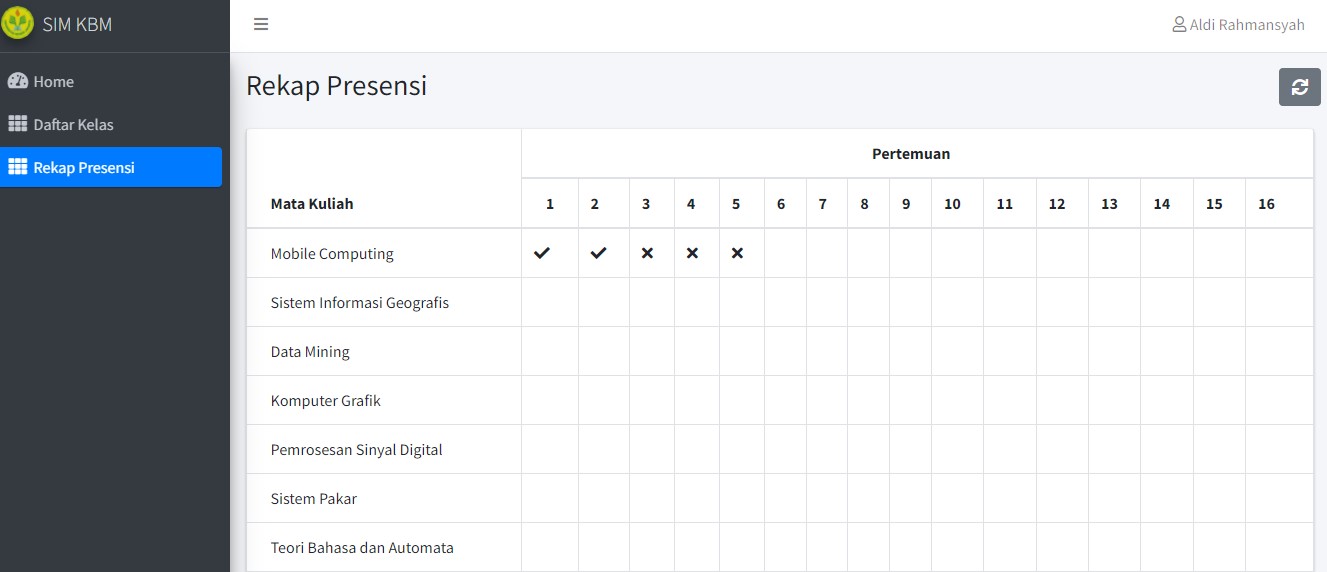 SIM KBM
Aldi Rahmansyah
Home
Daftar Kelas
Rekap Presensi
Rekap Presensi
Pertemuan
Mata Kuliah 1 2 3 4 5 6 7 8 9 10 11 12 13 14 15 16
Mobile Computing ✔ ✔ ✖ ✖ ✖
Sistem Informasi Geografis
Data Mining
Komputer Grafik
Pemrosesan Sinyal Digital
Sistem Pakar
Teori Bahasa dan Automata